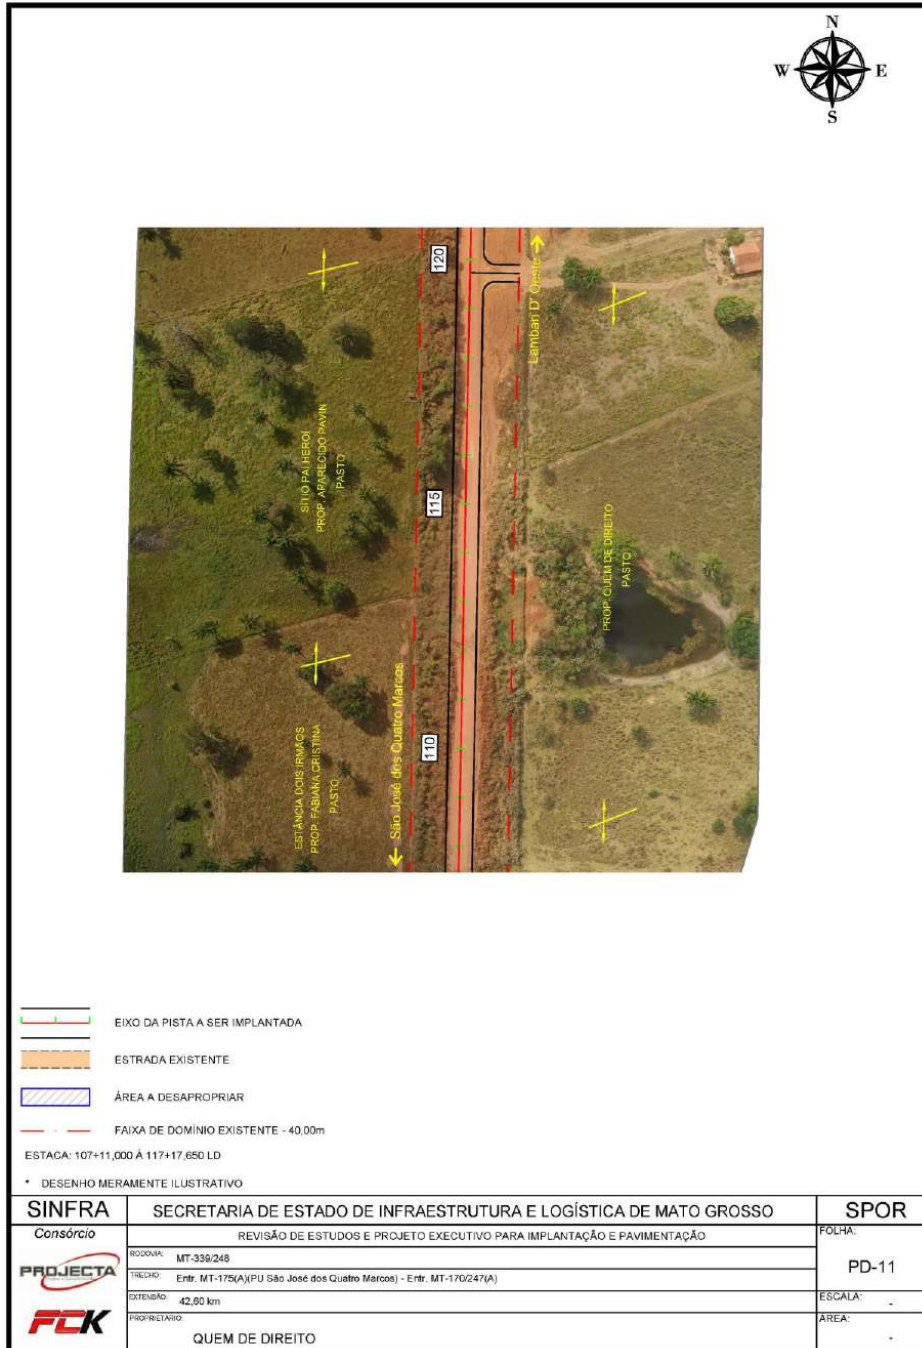 N
W E
S
120
Lamban D' Oeste
SÍTIO PAI HEROI
PROP. APARECIDO PAVIN
PASTO
115
PROP. QUEM DE DIREITO
PASTO
São José dos Quatro Marcos
110
ESTÂNCIA DOIS IRMÃOS
PROP. FABIANA CRISTINA
PASTO
EIXO DA PISTA A SER IMPLANTADA
ESTRADA EXISTENTE
ÁREA A DESAPROPRIAR
FAIXA DE DOMÍNIO EXISTENTE - 40,00m
ESTACA: 107+11,000 À 117+17,650 LD
* DESENHO MERAMENTE ILUSTRATIVO
SINFRA
SECRETARIA DE ESTADO DE INFRAESTRUTURA E LOGÍSTICA DE MATO GROSSO
SPOR
Consórcio
REVISÃO DE ESTUDOS E PROJETO EXECUTIVO PARA IMPLANTAÇÃO E PAVIMENTAÇÃO
FOLHA:
PD-11
PROJECTA
RODOVIA: MT-339/248
TRECHO: Entr. MT-175(A)(PU São José dos Quatro Marcos) - Entr. MT-170/247(A)
EXTENSÃO: 42,60 km
ESCALA: -
FCK
PROPRIETÁRIO:
QUEM DE DIREITO
ÁREA:
-